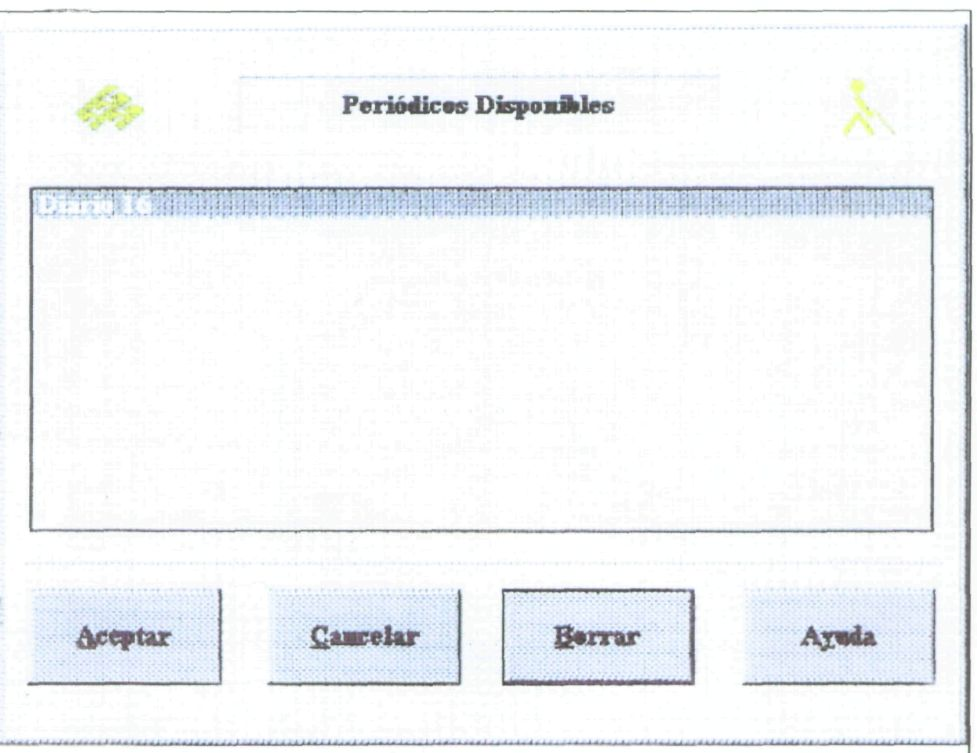 Periódicos Disponibles
Diario 16
Aceptar
Cancelar
Borrar
Ayuda